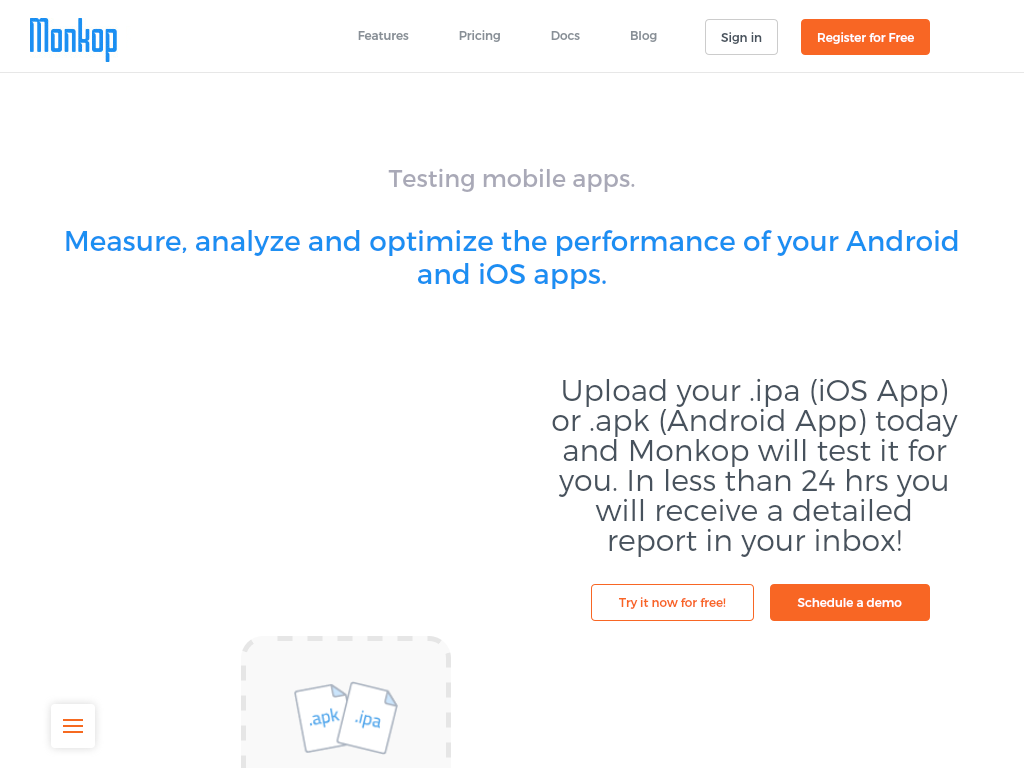 Monkop
Features
Pricing
Docs
Blog
Sign in
Register for Free
Testing mobile apps.
Measure, analyze and optimize the performance of your Android
and iOS apps.
Upload your .ipa (iOS App)
or .apk (Android App) today
and Monkop will test it for
you. In less than 24 hrs you
will receive a detailed
report in your inbox!
Try it now for free!
Schedule a demo
.apk
.ipa